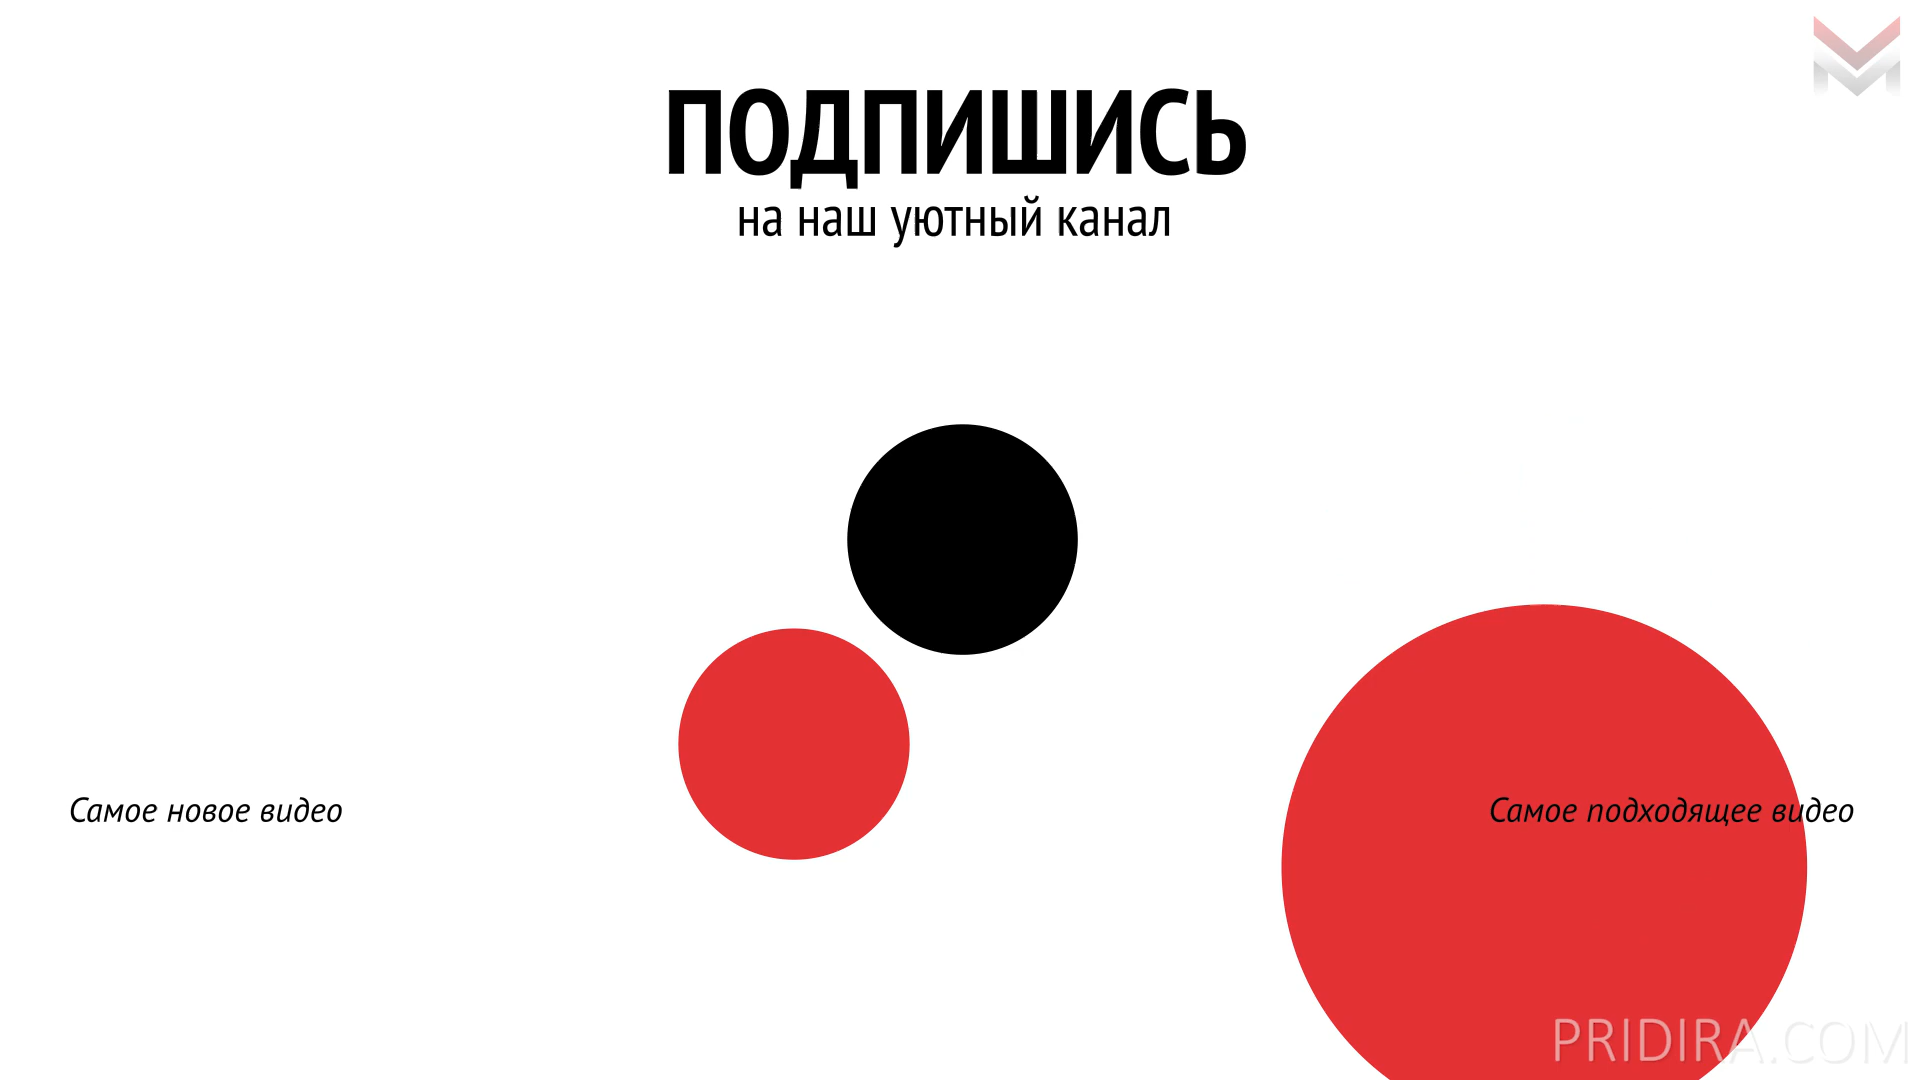 ПОДПИШИСЬ
на наш уютный канал
Самое новое видео
Самое подходящее видео
PRIDIRA.COM